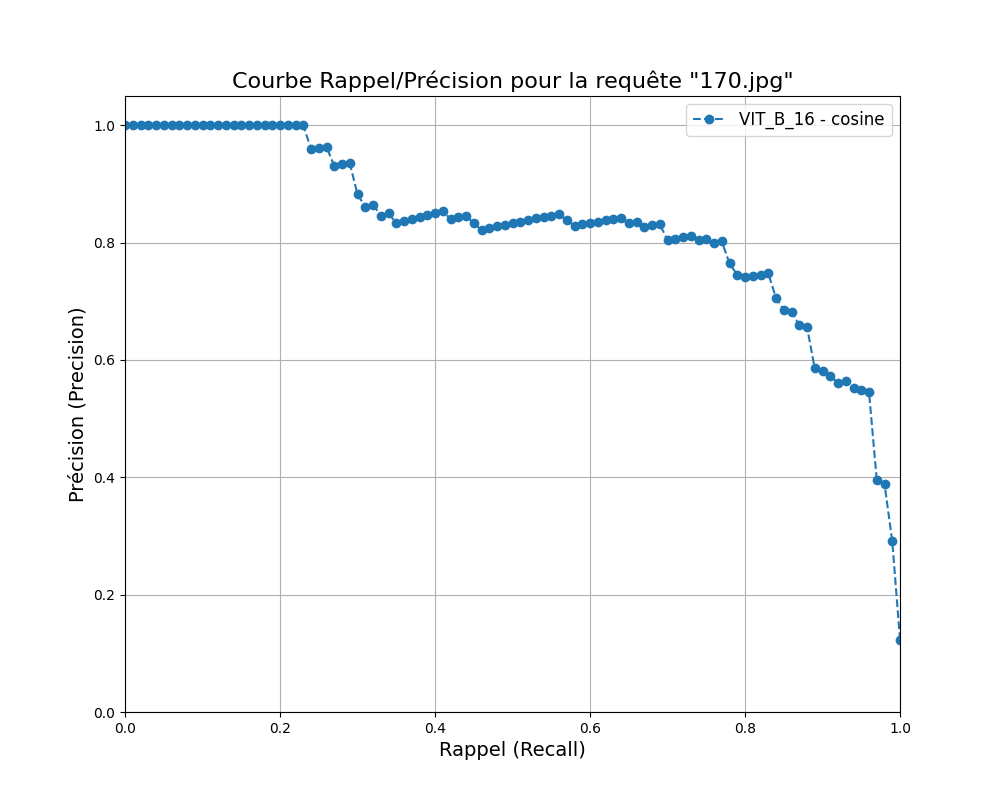 Courbe Rappel/Précision pour la requête "170.jpg"
VIT_B_16 - cosine
1.0
0.8
0.6
0.4
0.2
0.0
Précision (Precision)
0.0 0.2 0.4 0.6 0.8 1.0
Rappel (Recall)